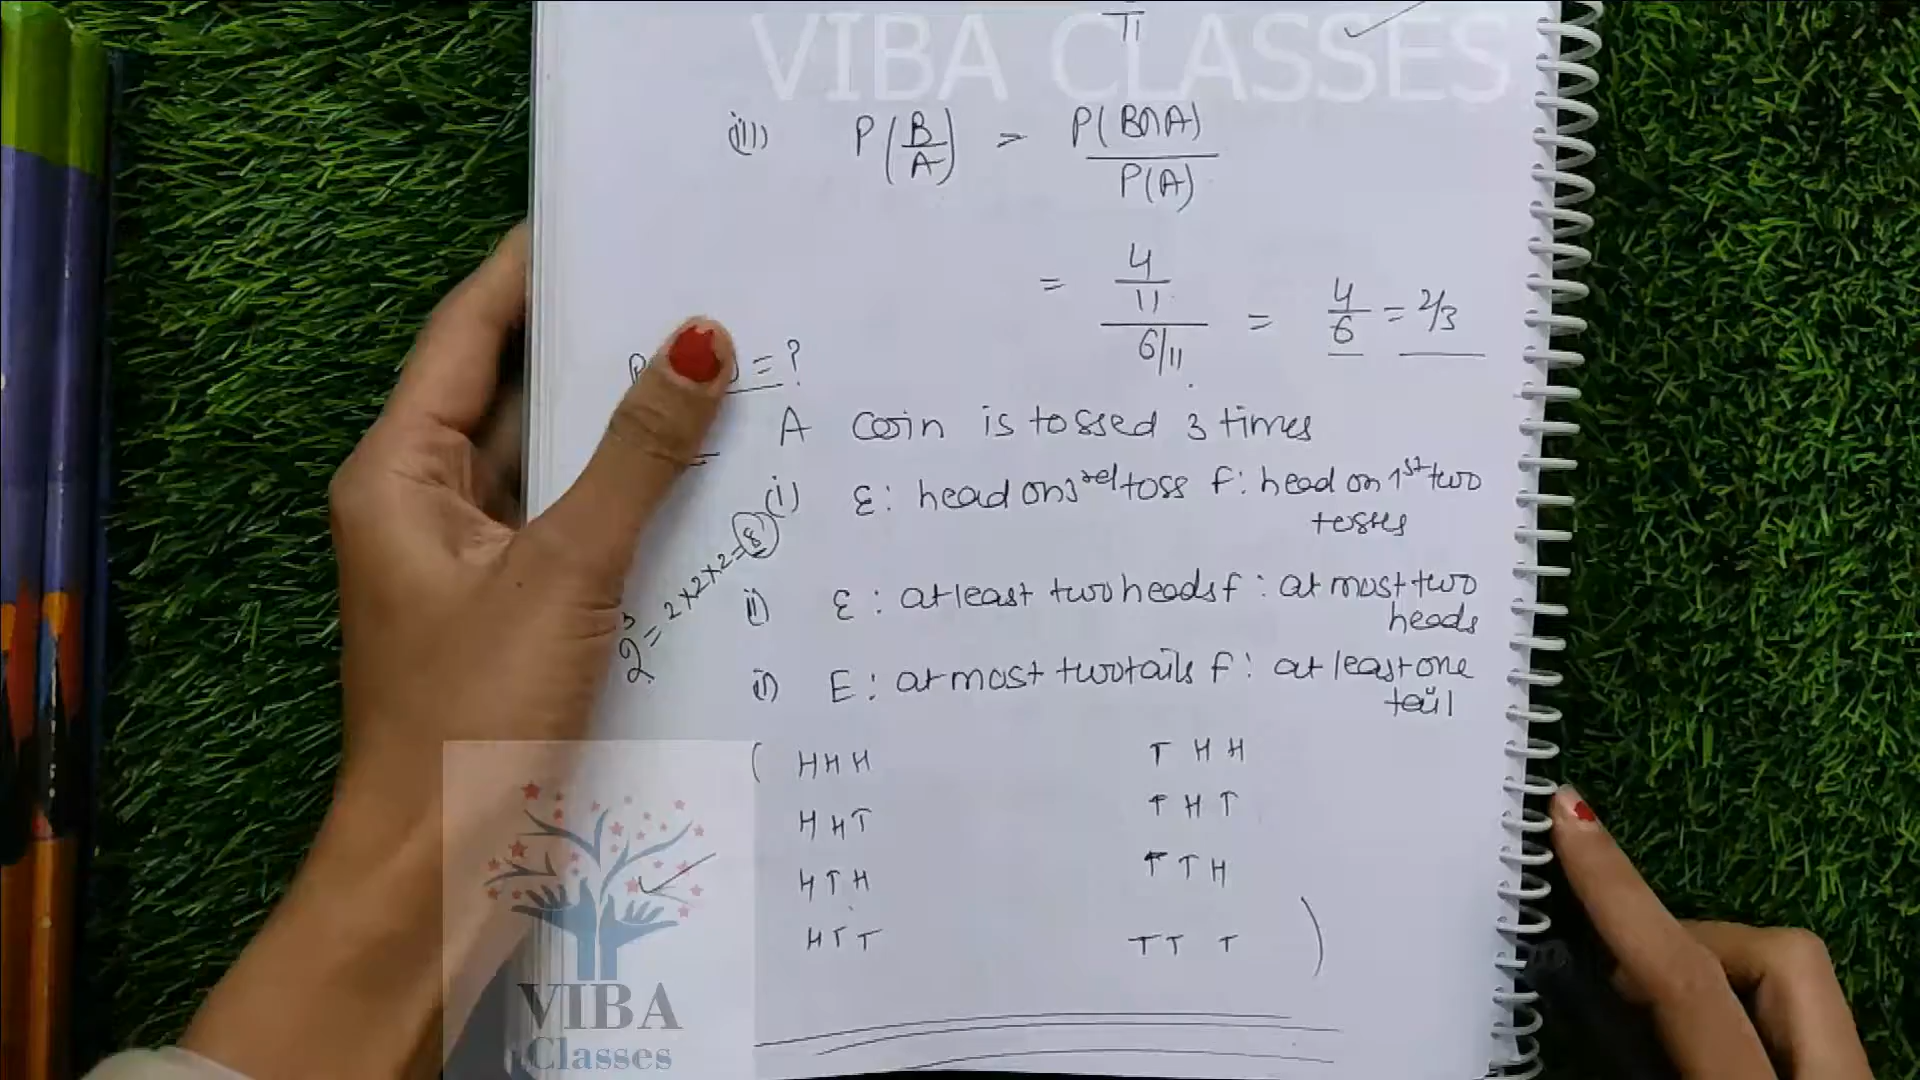 VIBA CLASSES
11
(iii) P(B/A) = P(B∩A)/P(A)
= 4/11 / 6/11 = 4/6 = 2/3
= ?
A Coin is tossed 3 times
(i) E: head on 3rd toss F: head on 1st two
tosses
2³ = 2×2×2=8
ii) E: at least two heads F: at most two
heads
ii) E: at most two tails F: at least one
tail
( HHH THH
HHT THT
HTH TTH
HTT TTT )
VIBA
Classes